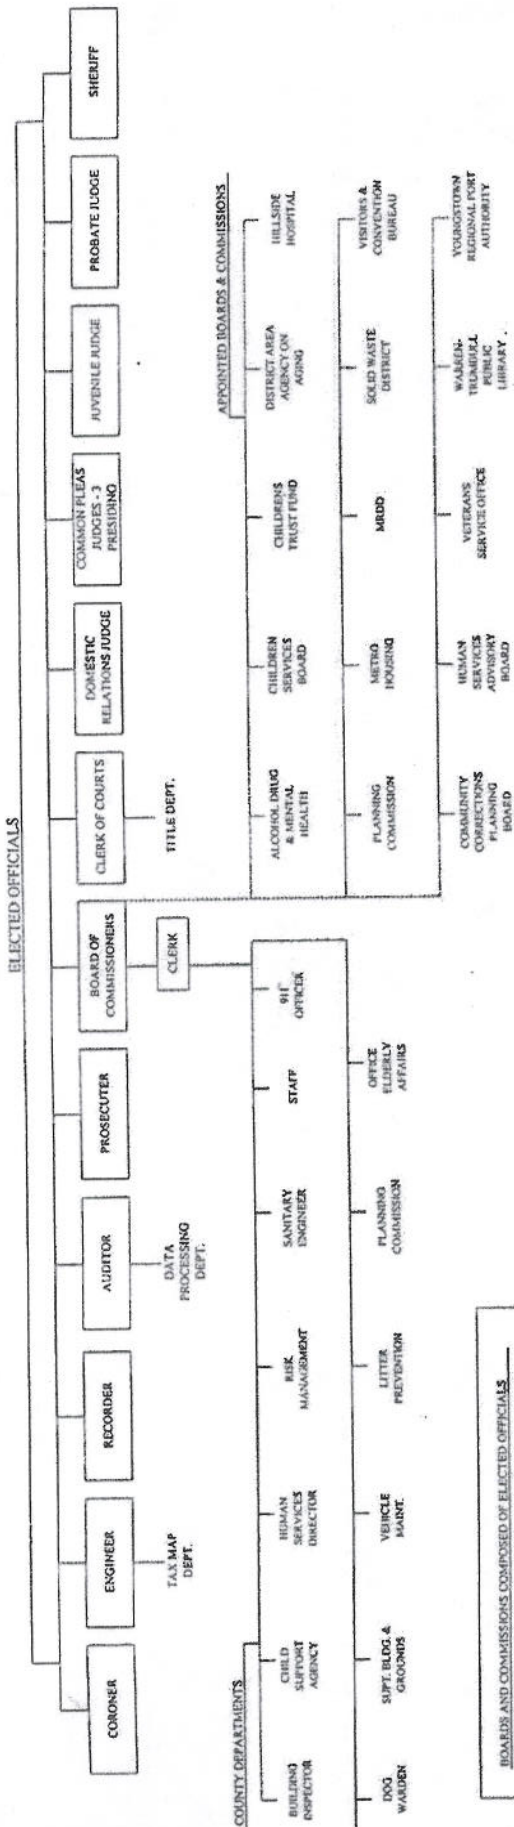 ELECTED OFFICIALS
CORONER
ENGINEER
TAX MAP
DEPT.
RECORDER
AUDITOR
DATA
PROCESSING
DEPT.
PROSECUTER
BOARD OF
COMMISSIONERS
CLERK
CLERK OF COURTS
TITLE DEPT.
DOMESTIC
RELATIONS JUDGE
COMMON PLEAS
JUDGES - 3
PRESIDING
JUVENILE JUDGE
PROBATE JUDGE
SHERIFF
COUNTY DEPARTMENTS
BUILDING
INSPECTOR
CHILD
SUPPORT
AGENCY
HUMAN
SERVICES
DIRECTOR
RISK
MANAGEMENT
SANITARY
ENGINEER
STAFF
911
OFFICER
DOG
WARDEN
SUPT. BLDG. &
GROUNDS
VEHICLE
MAINT.
LITTER
PREVENTION
PLANNING
COMMISSION
OFFICE
ELDERLY
AFFAIRS
APPOINTED BOARDS & COMMISSIONS
ALCOHOL DRUG
& MENTAL
HEALTH
CHILDREN
SERVICES
BOARD
CHILDRENS
TRUST FUND
DISTRICT AREA
AGENCY ON
AGING
HILLSIDE
HOSPITAL
PLANNING
COMMISSION
METRO
HOUSING
MRDD
SOLID WASTE
DISTRICT
VISITORS &
CONVENTION
BUREAU
COMMUNITY
CORRECTIONS
PLANNING
BOARD
HUMAN
SERVICES
ADVISORY
BOARD
VETERANS
SERVICE OFFICE
WARREN-
TRUMBULL
PUBLIC
LIBRARY
YOUNGSTOWN
REGIONAL PORT
AUTHORITY
BOARDS AND COMMISSIONS COMPOSED OF ELECTED OFFICIALS